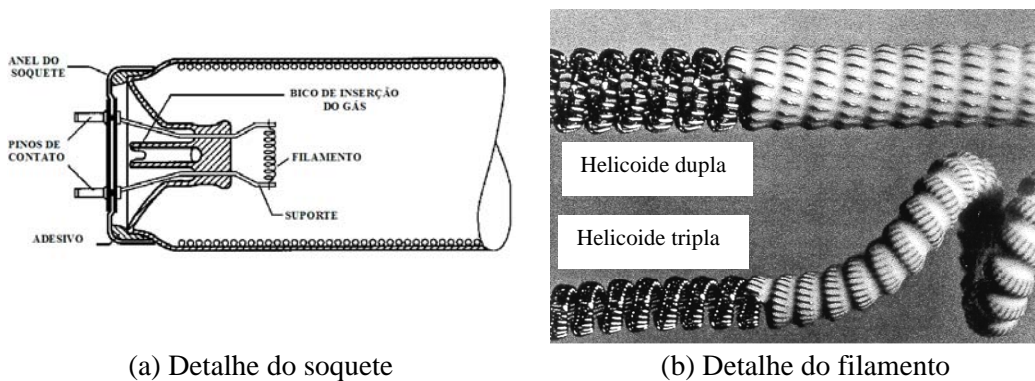 ANEL DO
SOQUETE
BICO DE INSERÇÃO
DO GÁS
PINOS DE
CONTATO
FILAMENTO
SUPORTE
ADESIVO
Helicoide dupla
Helicoide tripla
(a) Detalhe do soquete
(b) Detalhe do filamento